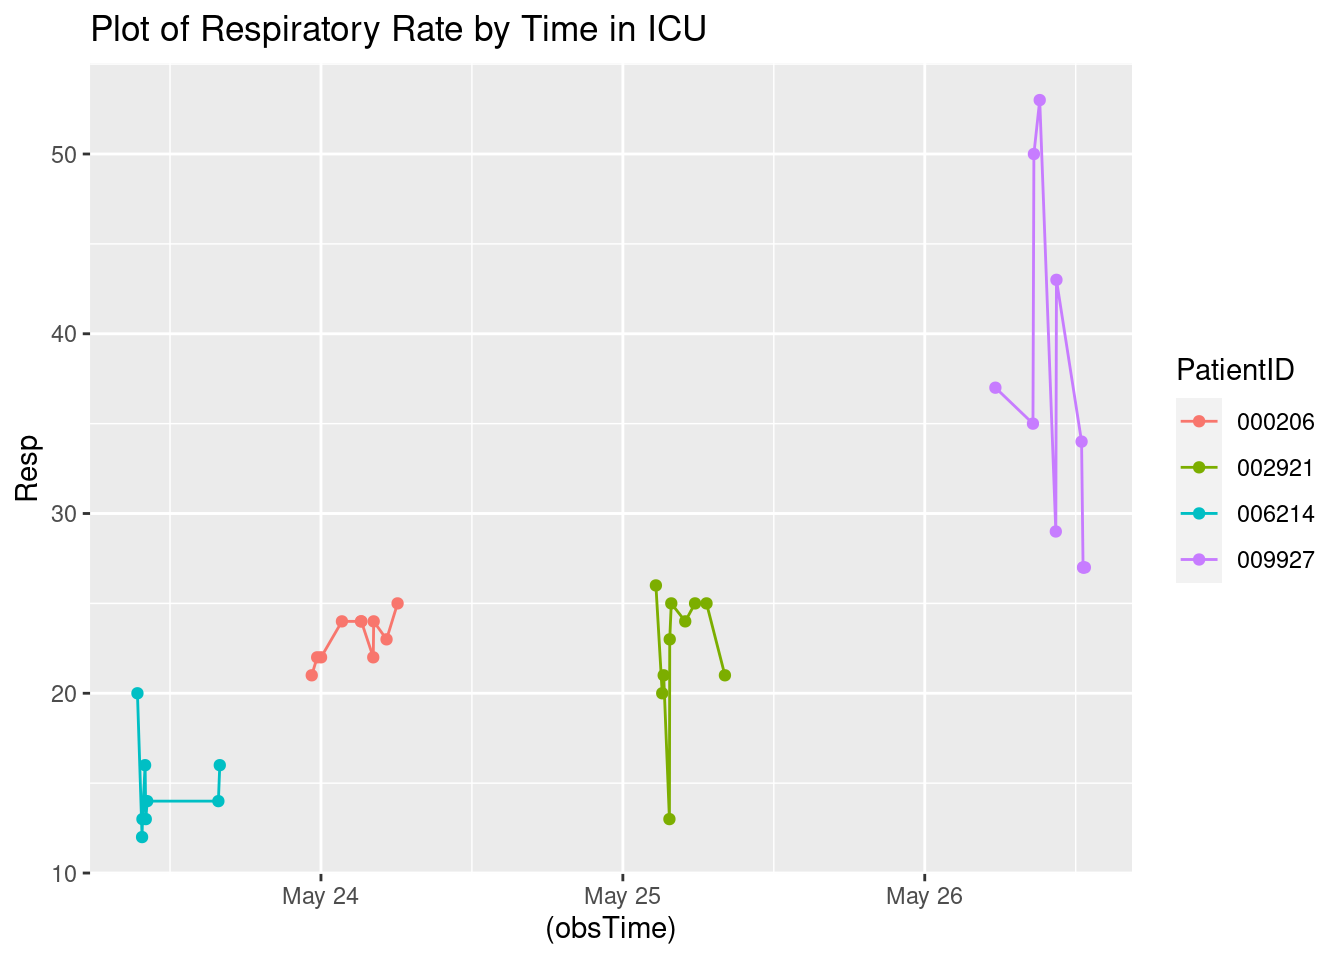 Plot of Respiratory Rate by Time in ICU
50
40
30
20
10
Resp
May 24
May 25
May 26
(obsTime)
PatientID
000206
002921
006214
009927